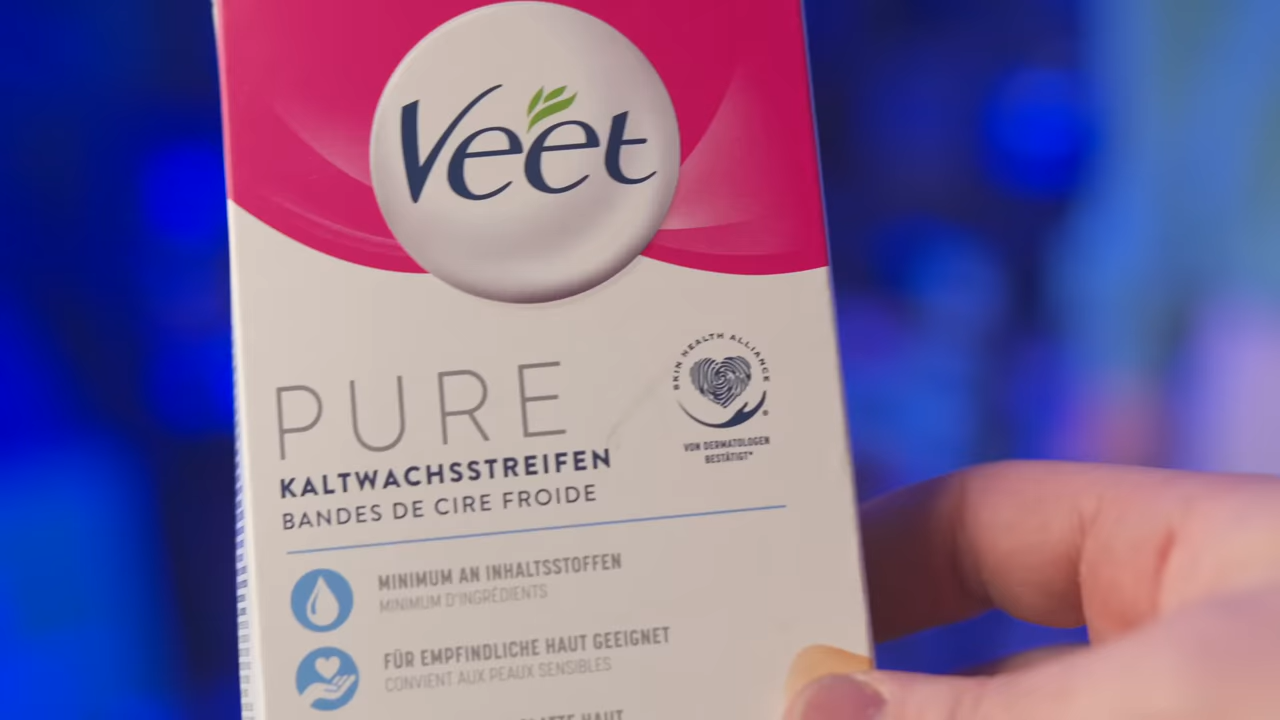 Veet
SKIN HEALTH ALLIANCE
®
VON DERMATOLOGEN
BESTÄTIGT*
PURE
KALTWACHSSTREIFEN
BANDES DE CIRE FROIDE
MINIMUM AN INHALTSSTOFFEN
MINIMUM D'INGRÉDIENTS
FÜR EMPFINDLICHE HAUT GEEIGNET
CONVIENT AUX PEAUX SENSIBLES
HAUT